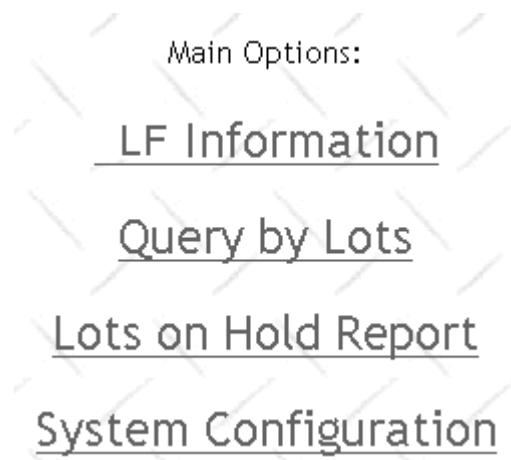 Main Options:
LF Information
Query by Lots
Lots on Hold Report
System Configuration